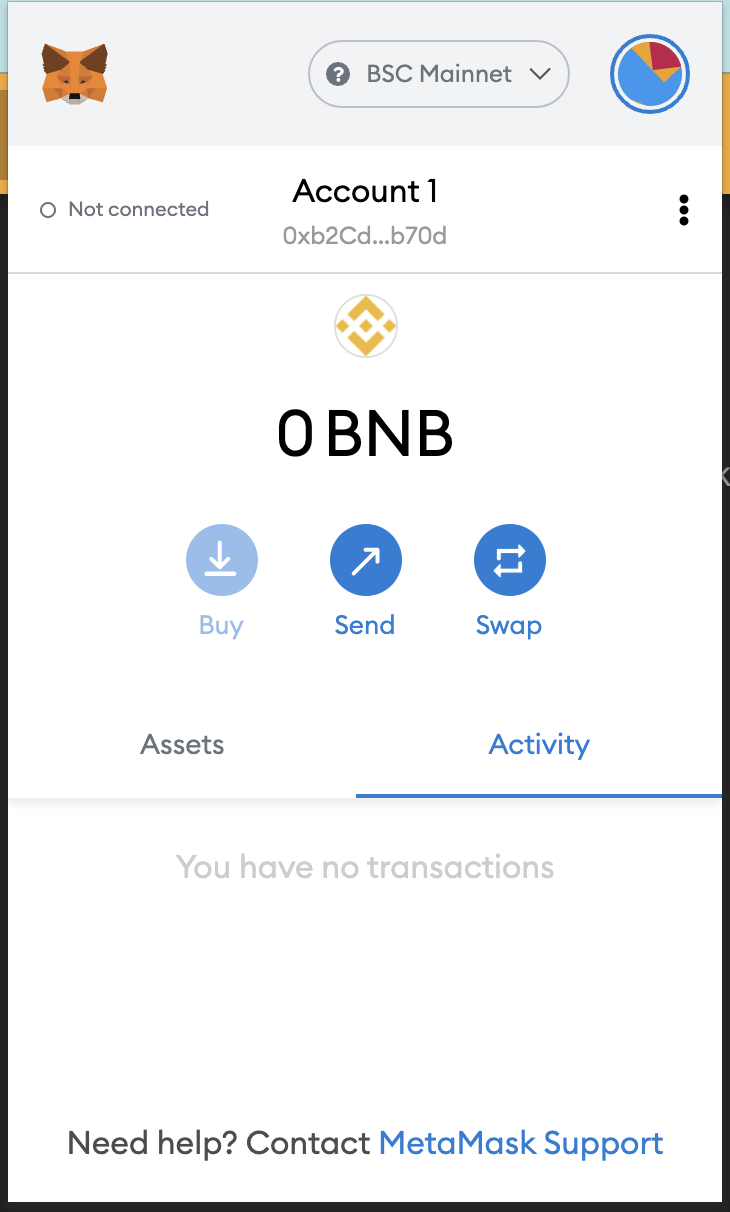 BSC Mainnet
Account 1
Not connected
0xb2Cd...b70d
0 BNB
Buy Send Swap
Assets Activity
You have no transactions
Need help? Contact MetaMask Support